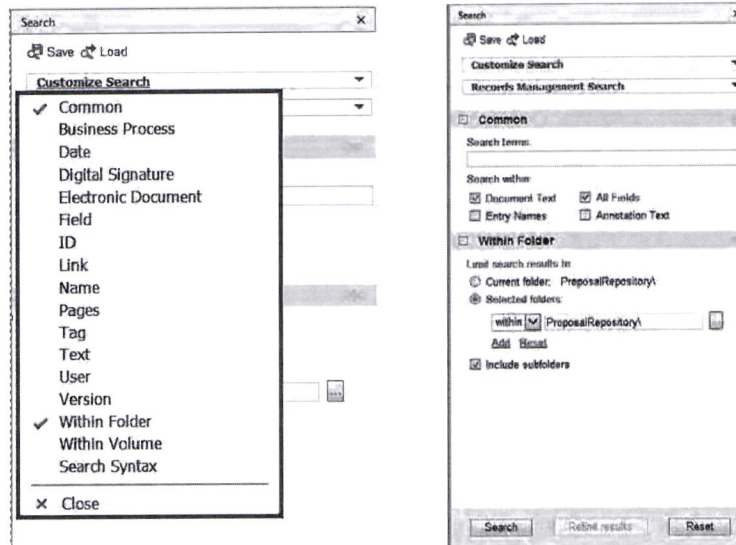 Search ×
Save Load
Customize Search
✓ Common
Business Process
Date
Digital Signature
Electronic Document
Field
ID
Link
Name
Pages
Tag
Text
User
Version
✓ Within Folder
Within Volume
Search Syntax
× Close
...
Search ×
Save Load
Customize Search
Records Management Search
Common
Search terms:
Search within:
Document Text All Fields
Entry Names Annotation Text
Within Folder
Limit search results to:
Current folder: ProposalRepository\
Selected folders:
within ProposalRepository\
Add Reset
Include subfolders
Search Refine results Reset